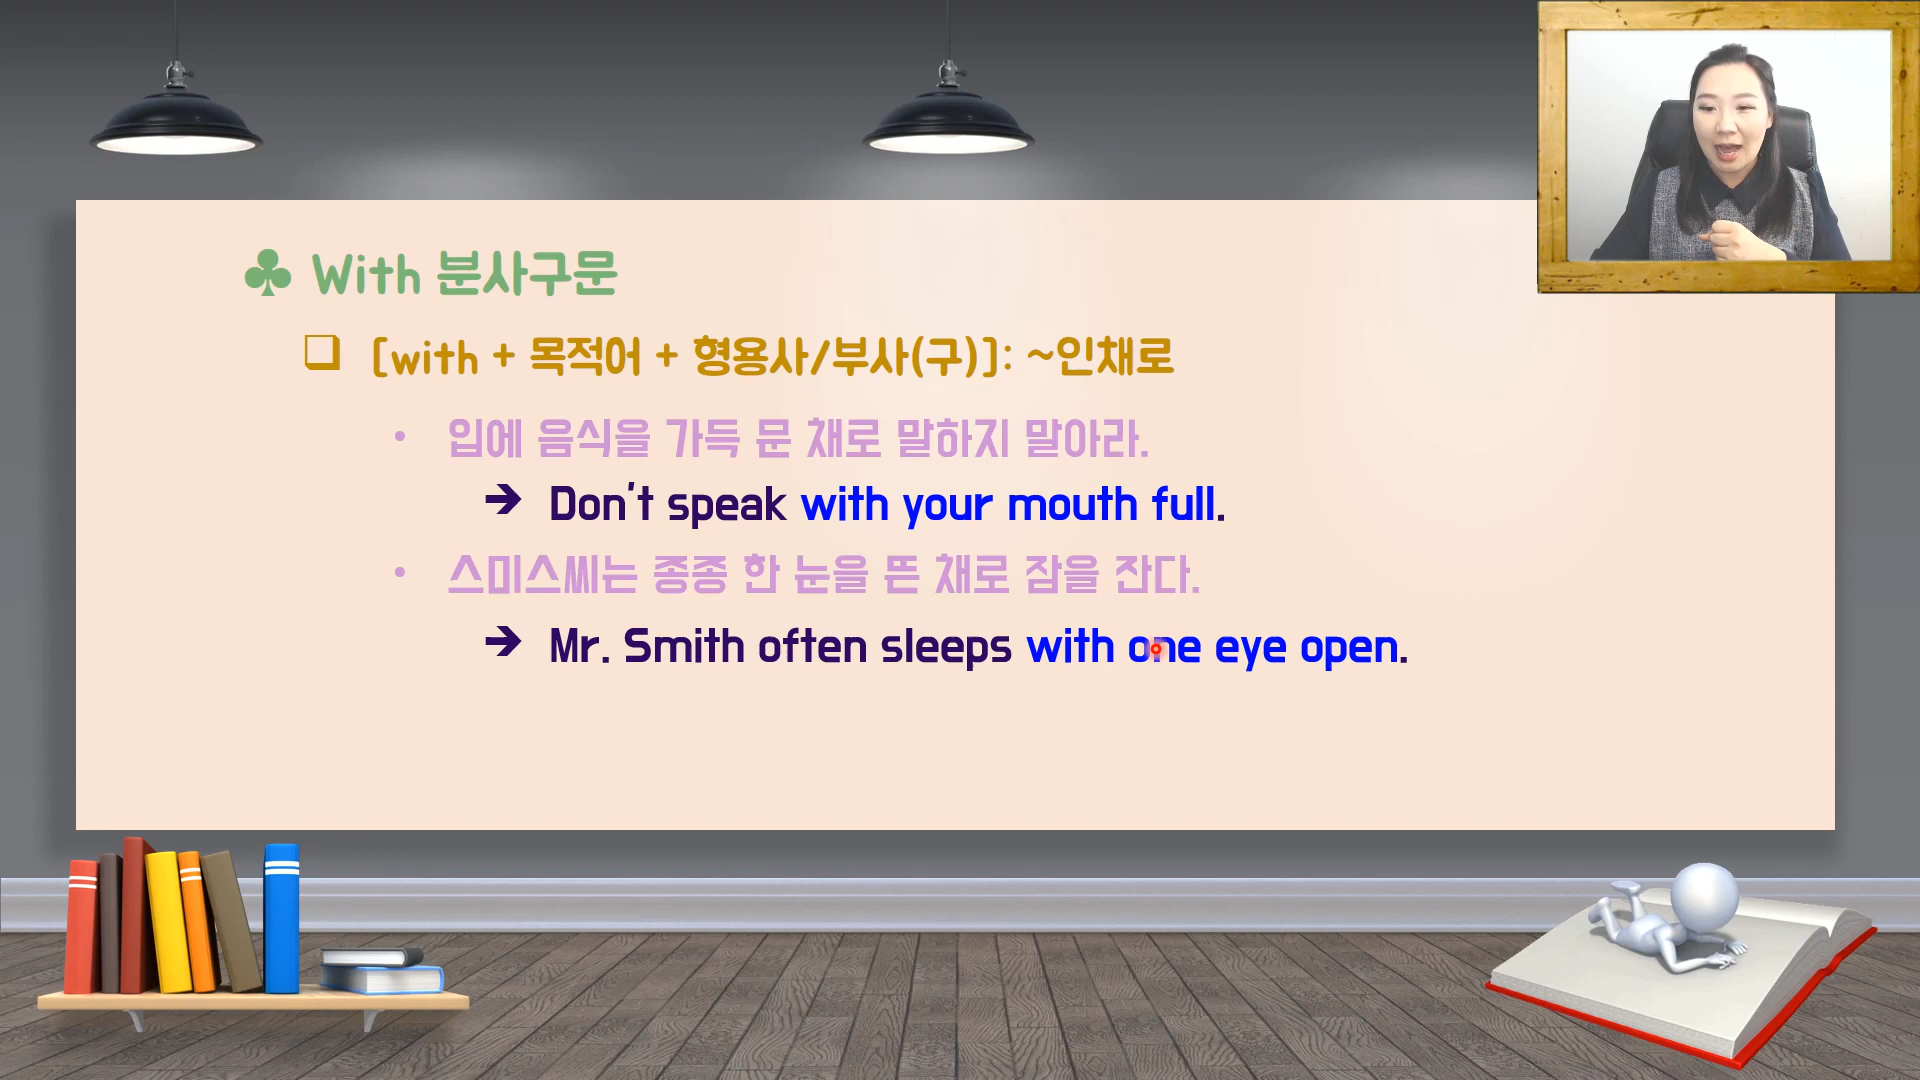 ♣ With 분사구문
❑ [with + 목적어 + 형용사/부사(구)]: ~인채로
• 입에 음식을 가득 문 채로 말하지 말아라.
➔ Don't speak with your mouth full.
• 스미스씨는 종종 한 눈을 뜬 채로 잠을 잔다.
➔ Mr. Smith often sleeps with one eye open.